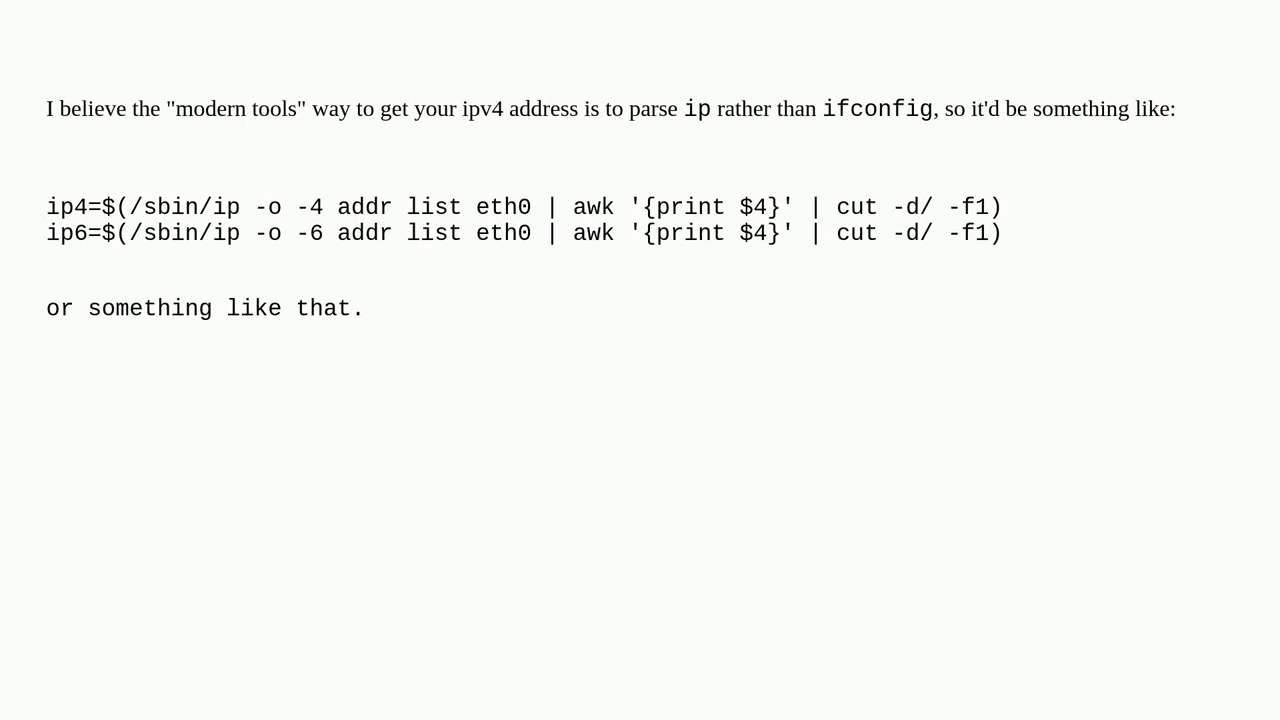 I believe the "modern tools" way to get your ipv4 address is to parse ip rather than ifconfig, so it'd be something like:
ip4=$(/sbin/ip -o -4 addr list eth0 | awk '{print $4}' | cut -d/ -f1)
ip6=$(/sbin/ip -o -6 addr list eth0 | awk '{print $4}' | cut -d/ -f1)
or something like that.